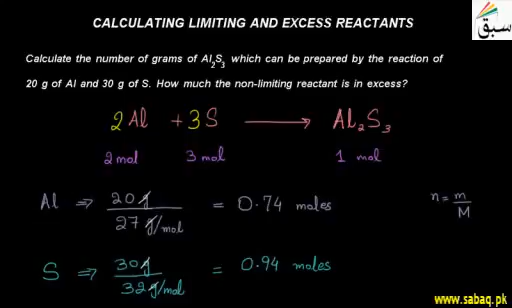 CALCULATING LIMITING AND EXCESS REACTANTS
سبق
Calculate the number of grams of Al₂S₃ which can be prepared by the reaction of
20 g of Al and 30 g of S. How much the non-limiting reactant is in excess?
2Al + 3S ⟶ Al₂S₃
2 mol 3 mol 1 mol
Al ⇒ 20g / 27 g/mol = 0.74 moles n = m/M
S ⇒ 30g / 32 g/mol = 0.94 moles
www.sabaq.pk